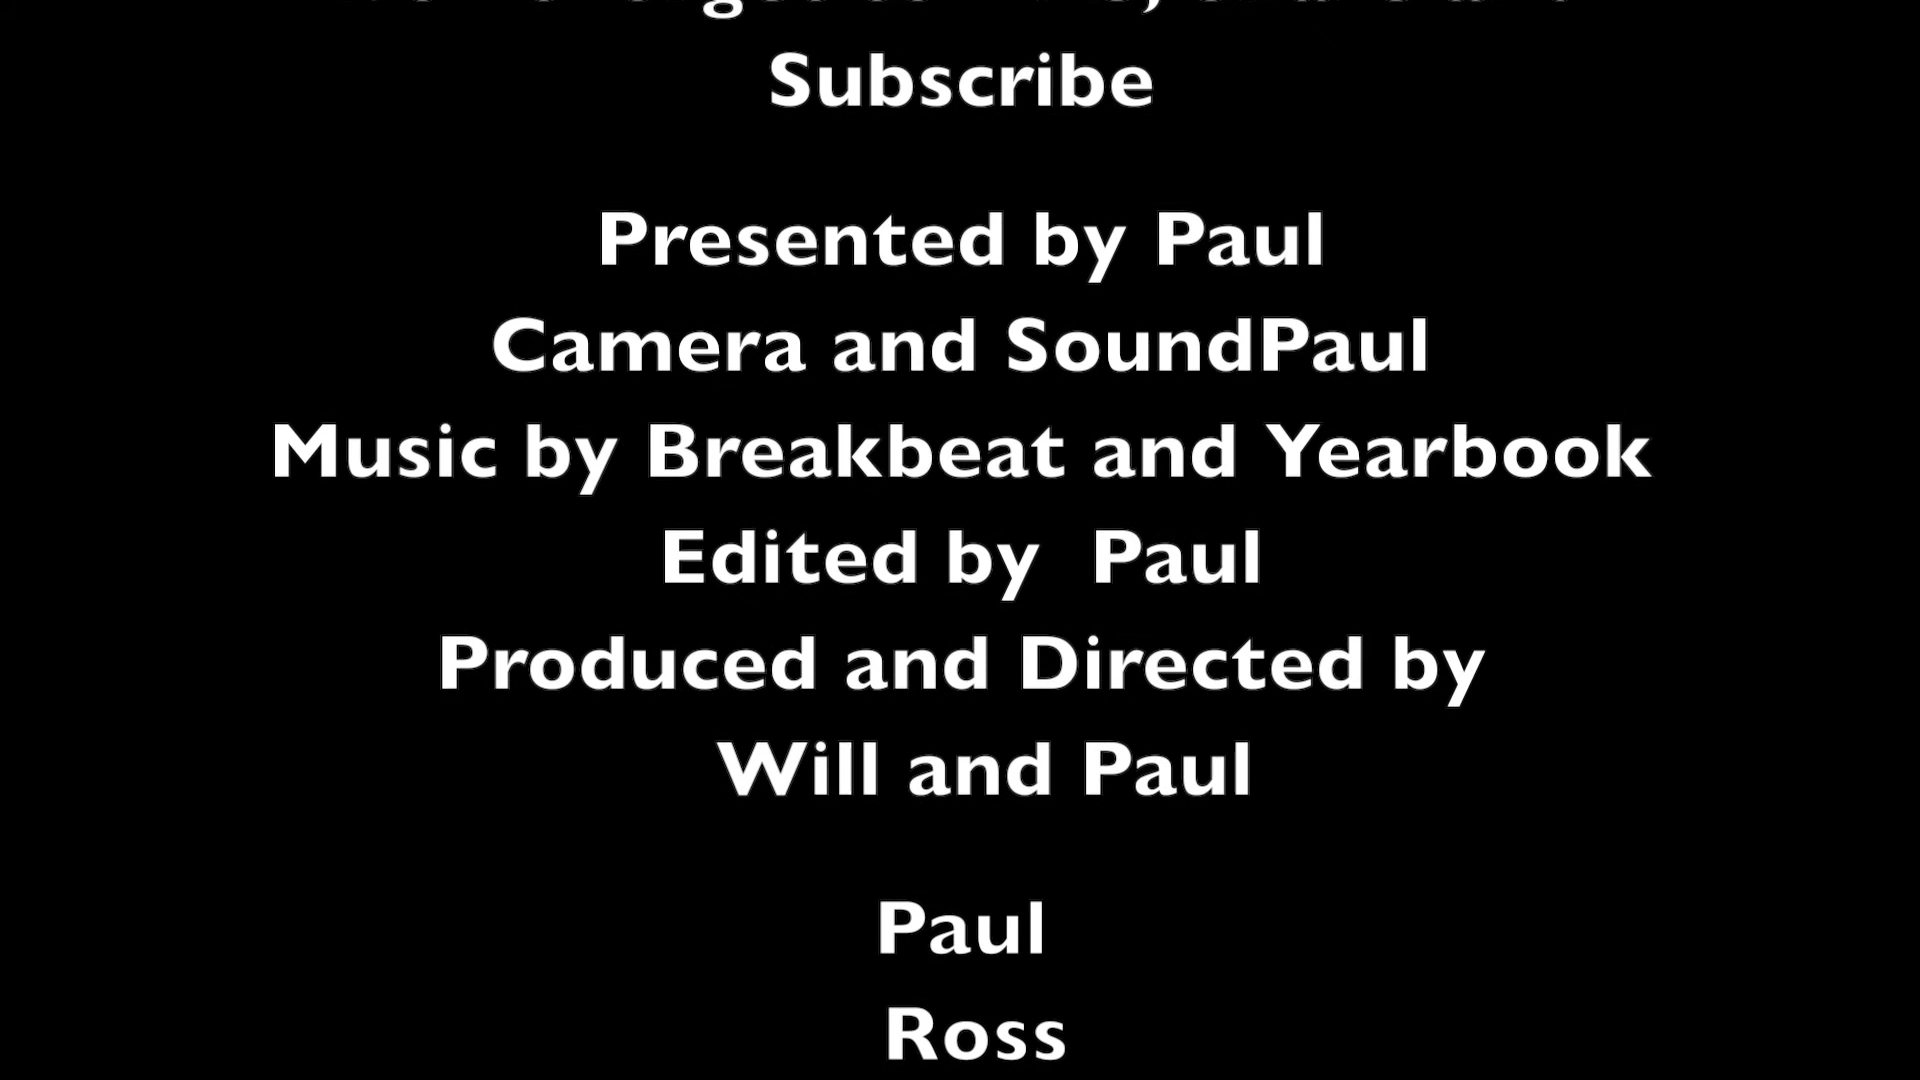 Subscribe
Presented by Paul
Camera and SoundPaul
Music by Breakbeat and Yearbook
Edited by  Paul
Produced and Directed by
Will and Paul
Paul
Ross